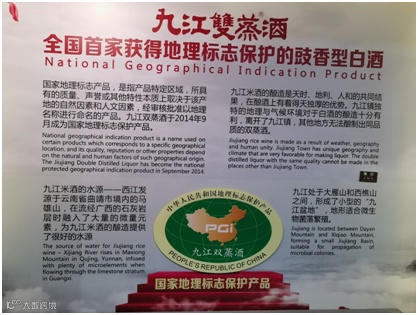 九江雙蒸酒
全国首家获得地理标志保护的豉香型白酒
National Geographical Indication Product
国家地理标志产品，是指产品特定区域，所具
有的质量、声誉或其他特性本质上取决于该产
地的自然因素和人文因素，经审核批准以地理
名称进行命名的产品。九江双蒸酒于2014年9
月成为国家地理标志保护产品。
National geographical indication product is a name used on
certain products which corresponds to a specific geographical
location, and its quality, reputation or other properties depend
on the natural and human factors of such geographical origin.
The Jiujiang Double Distilled Liquor has become the national
protected geographical indication product in September 2014.
九江米酒的酿造是天时、地利、人和的共同结
果，在酿酒上有着得天独厚的优势。九江镇独
特的地理与气候环境对于白酒的酿造十分有
利，离开了九江镇，其他地方无法酿制出同品
质的双蒸酒。
Jiujiang rice wine is made as a result of weather, geography
and human unity. Jiujiang Town has unique geography and
climate that are very favorable for making liquor. The double
distilled liquor with the same quality cannot be made in the
places other than Jiujiang Town.
九江米酒的水源——西江发
源于云南省曲靖市境内的马
雄山，在流经广西的石灰岩
层时融入了大量的微量元
素，为九江米酒的酿造提供
了很好的水源
The source of water for Jiujiang rice
wine – Xijiang River rises in Maxiong
Mountain in Qujing, Yunnan, infused
with plenty of microelements when
flowing through the limestone stratum
in Guangxi.
中华人民共和国地理标志保护产品
PGI
九江双蒸酒
PEOPLE'S REPUBLIC OF CHINA
国家地理标志保护产品
九江处于大雁山和西樵山
之间，形成了小型的“九
江盆地”，地形适合微生
物菌落繁殖。
Jiujiang is located between Dayan
Mountain and Xiqiao Mountain,
forming a small Jiujiang Basin,
suitable for propagation of
microbial colonies.